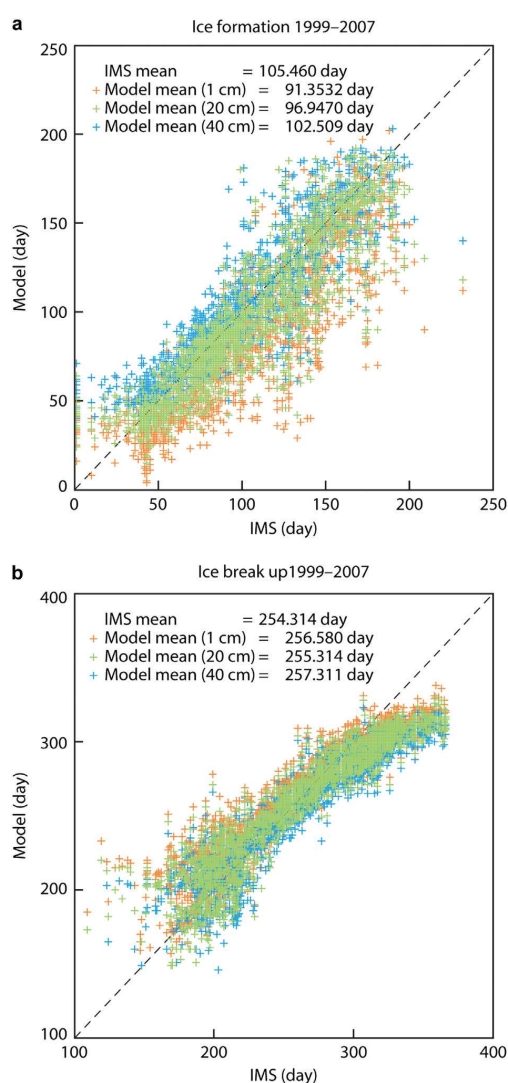 a
Ice formation 1999–2007
250
IMS mean = 105.460 day
+ Model mean (1 cm) = 91.3532 day
+ Model mean (20 cm) = 96.9470 day
+ Model mean (40 cm) = 102.509 day
200
150
Model (day)
100
50
0
0 50 100 150 200 250
IMS (day)
b
Ice break up1999–2007
400
IMS mean = 254.314 day
+ Model mean (1 cm) = 256.580 day
+ Model mean (20 cm) = 255.314 day
+ Model mean (40 cm) = 257.311 day
300
Model (day)
200
100
100 200 300 400
IMS (day)